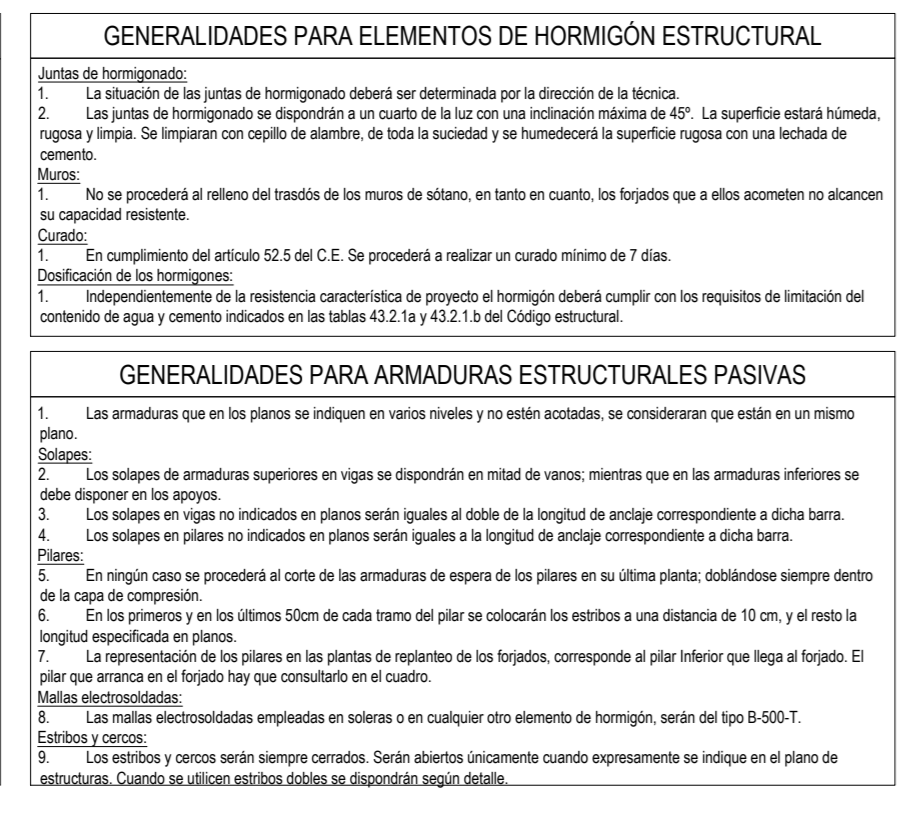 GENERALIDADES PARA ELEMENTOS DE HORMIGÓN ESTRUCTURAL
Juntas de hormigonado:
1. La situación de las juntas de hormigonado deberá ser determinada por la dirección de la técnica.
2. Las juntas de hormigonado se dispondrán a un cuarto de la luz con una inclinación máxima de 45º. La superficie estará húmeda,
rugosa y limpia. Se limpiaran con cepillo de alambre, de toda la suciedad y se humedecerá la superficie rugosa con una lechada de
cemento.
Muros:
1. No se procederá al relleno del trasdós de los muros de sótano, en tanto en cuanto, los forjados que a ellos acometen no alcancen
su capacidad resistente.
Curado:
1. En cumplimiento del artículo 52.5 del C.E. Se procederá a realizar un curado mínimo de 7 días.
Dosificación de los hormigones:
1. Independientemente de la resistencia característica de proyecto el hormigón deberá cumplir con los requisitos de limitación del
contenido de agua y cemento indicados en las tablas 43.2.1a y 43.2.1.b del Código estructural.
GENERALIDADES PARA ARMADURAS ESTRUCTURALES PASIVAS
1. Las armaduras que en los planos se indiquen en varios niveles y no estén acotadas, se consideraran que están en un mismo
plano.
Solapes:
2. Los solapes de armaduras superiores en vigas se dispondrán en mitad de vanos; mientras que en las armaduras inferiores se
debe disponer en los apoyos.
3. Los solapes en vigas no indicados en planos serán iguales al doble de la longitud de anclaje correspondiente a dicha barra.
4. Los solapes en pilares no indicados en planos serán iguales a la longitud de anclaje correspondiente a dicha barra.
Pilares:
5. En ningún caso se procederá al corte de las armaduras de espera de los pilares en su última planta; doblándose siempre dentro
de la capa de compresión.
6. En los primeros y en los últimos 50cm de cada tramo del pilar se colocarán los estribos a una distancia de 10 cm, y el resto la
longitud especificada en planos.
7. La representación de los pilares en las plantas de replanteo de los forjados, corresponde al pilar Inferior que llega al forjado. El
pilar que arranca en el forjado hay que consultarlo en el cuadro.
Mallas electrosoldadas:
8. Las mallas electrosoldadas empleadas en soleras o en cualquier otro elemento de hormigón, serán del tipo B-500-T.
Estribos y cercos:
9. Los estribos y cercos serán siempre cerrados. Serán abiertos únicamente cuando expresamente se indique en el plano de
estructuras. Cuando se utilicen estribos dobles se dispondrán según detalle.